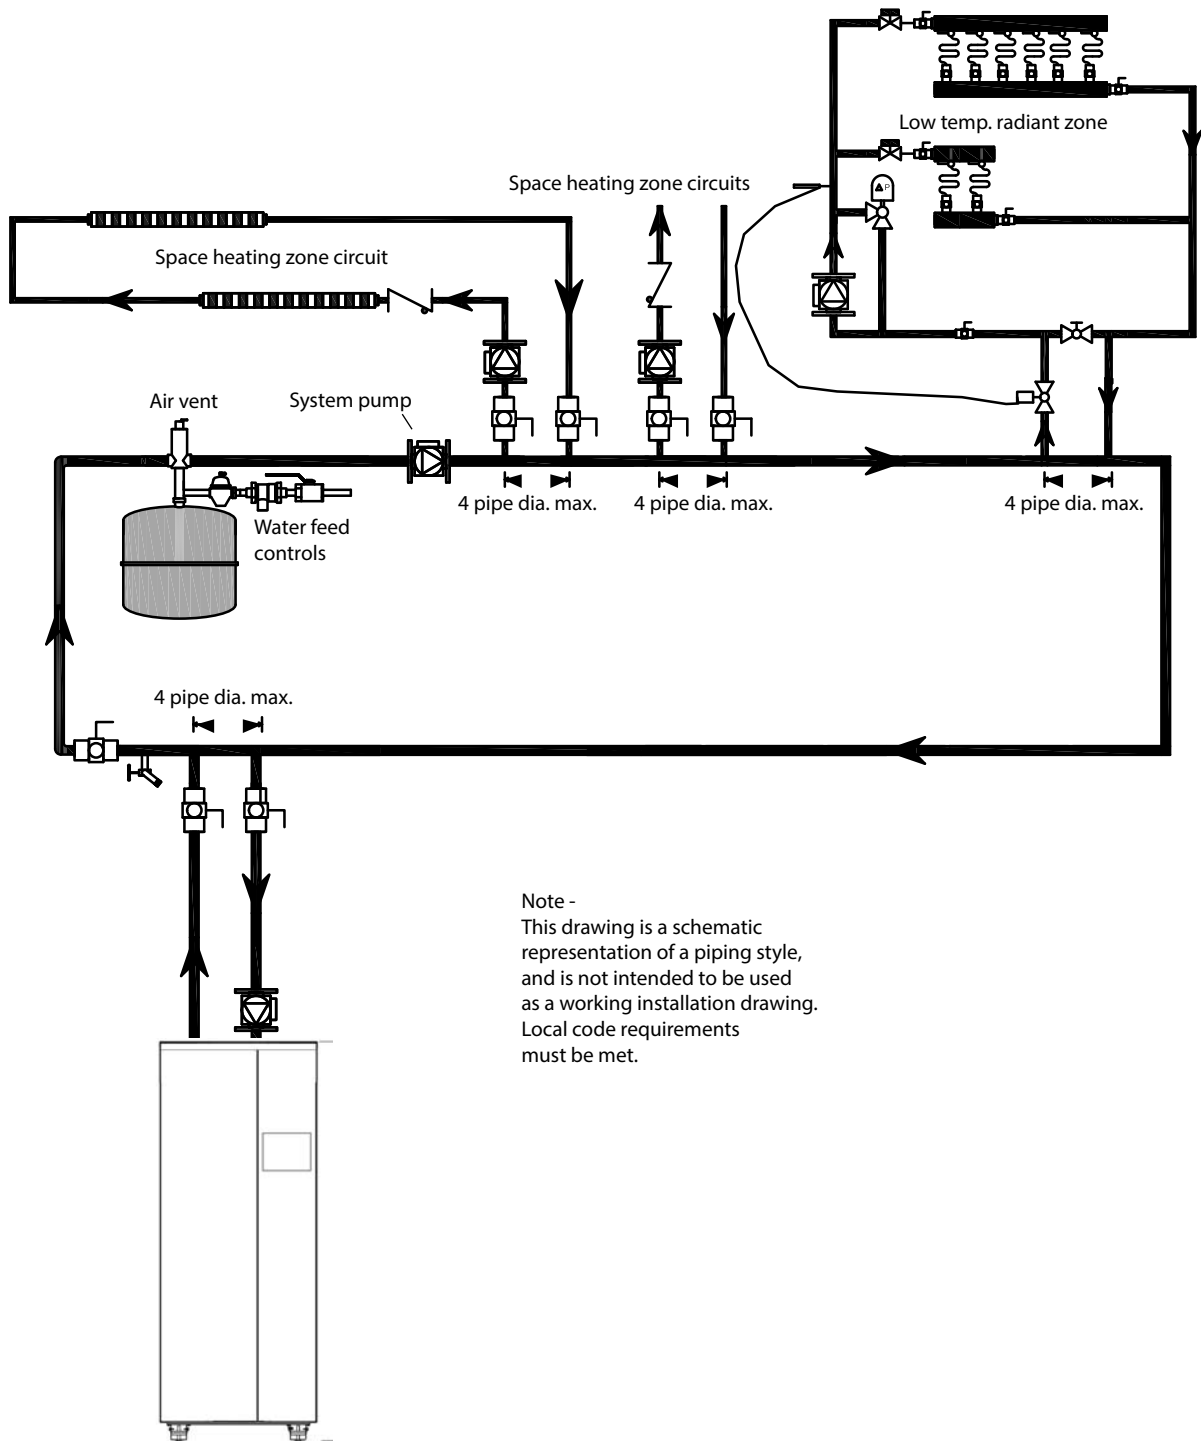 Low temp. radiant zone
Space heating zone circuits
P
Space heating zone circuit
Air vent
System pump
4 pipe dia. max.
4 pipe dia. max.
4 pipe dia. max.
Water feed
controls
4 pipe dia. max.
Note -
This drawing is a schematic
representation of a piping style,
and is not intended to be used
as a working installation drawing.
Local code requirements
must be met.